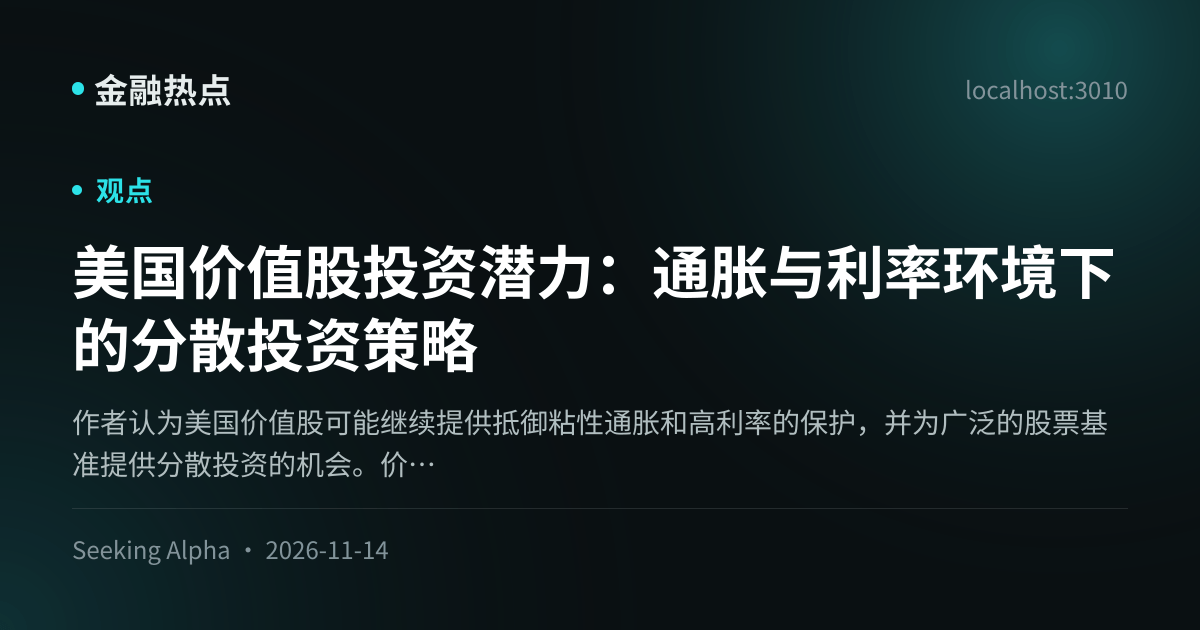 金融热点
localhost:3010
观点
美国价值股投资潜力：通胀与利率环境下
的分散投资策略
作者认为美国价值股可能继续提供抵御粘性通胀和高利率的保护，并为广泛的股票基
准提供分散投资的机会。价…
Seeking Alpha · 2026-11-14